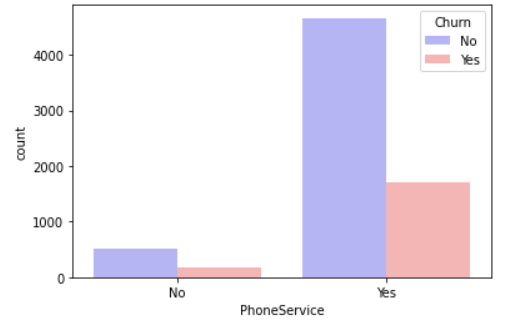 Churn
No
Yes
4000
3000
2000
1000
0
count
No Yes
PhoneService